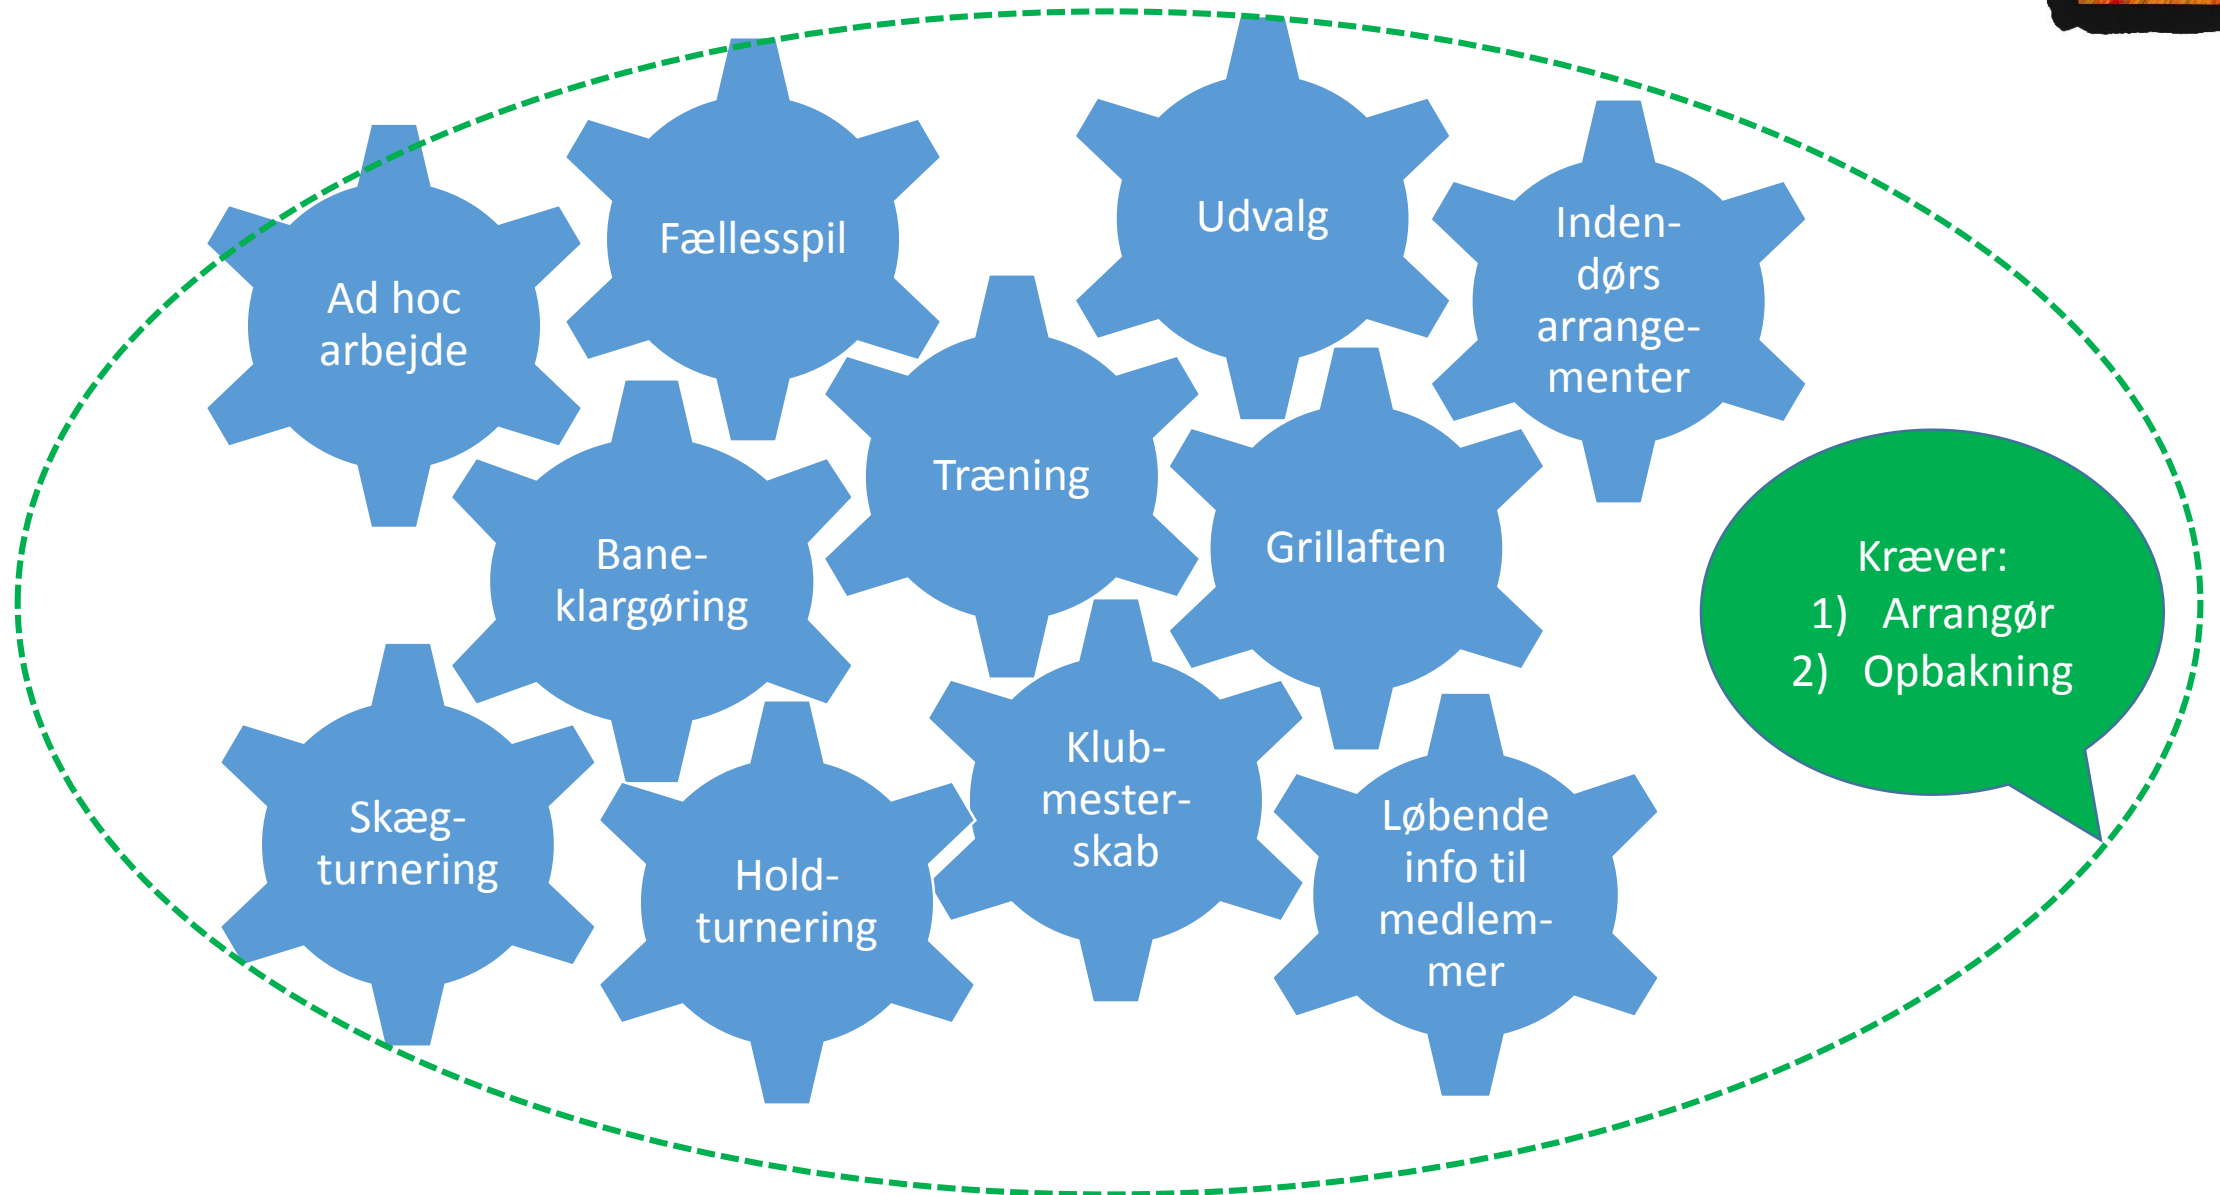 Ad hoc
arbejde
Fællesspil
Udvalg
Inden-
dørs
arrange-
menter
Bane-
klargøring
Træning
Grillaften
Kræver:
1) Arrangør
2) Opbakning
Skæg-
turnering
Hold-
turnering
Klub-
mester-
skab
Løbende
info til
medlem-
mer